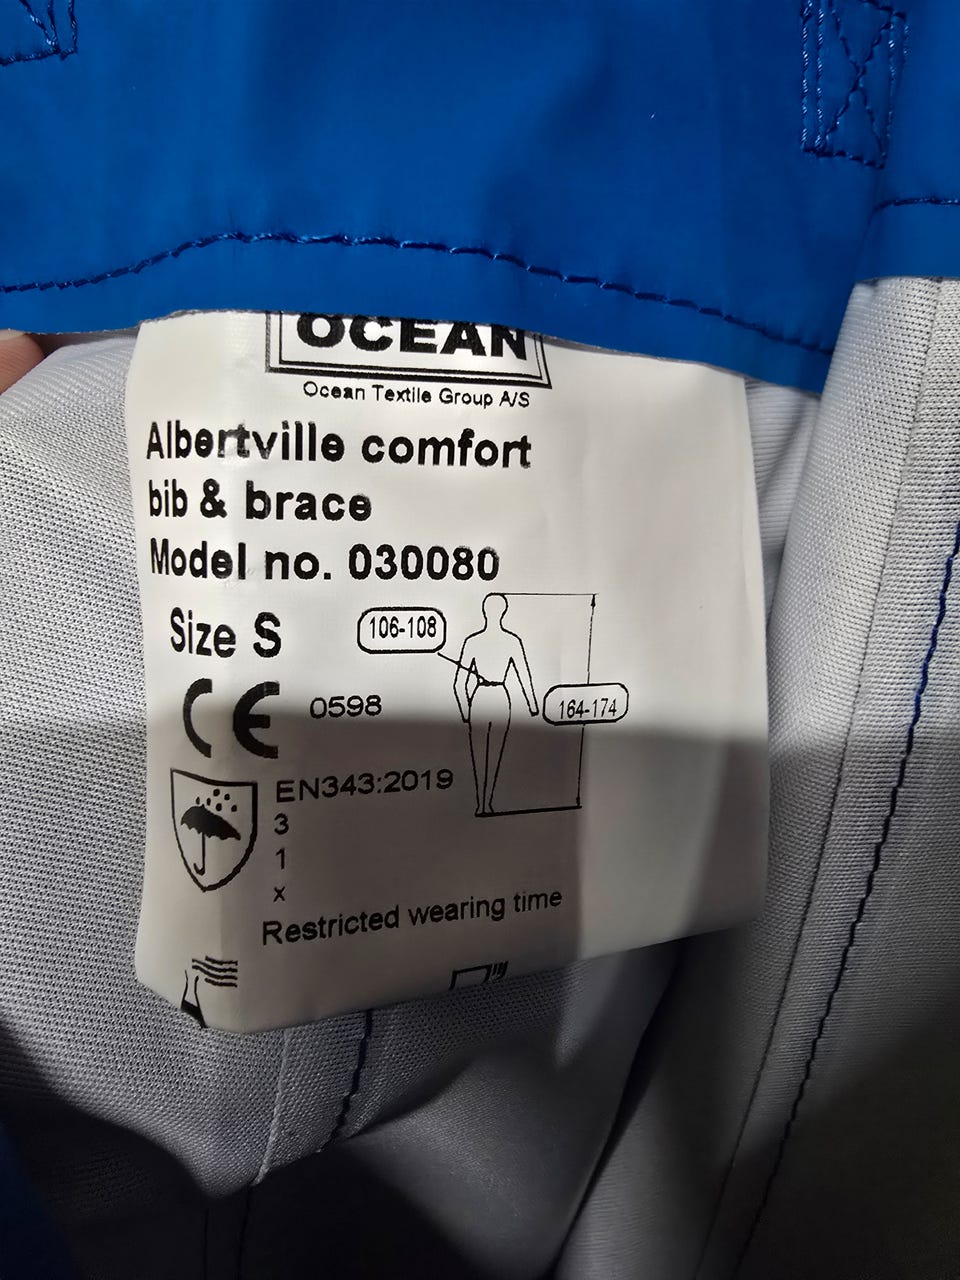 OCEAN
Ocean Textile Group A/S
Albertville comfort
bib & brace
Model no. 030080
Size S
106-108
164-174
CE 0598
EN343:2019
3
1
x
Restricted wearing time